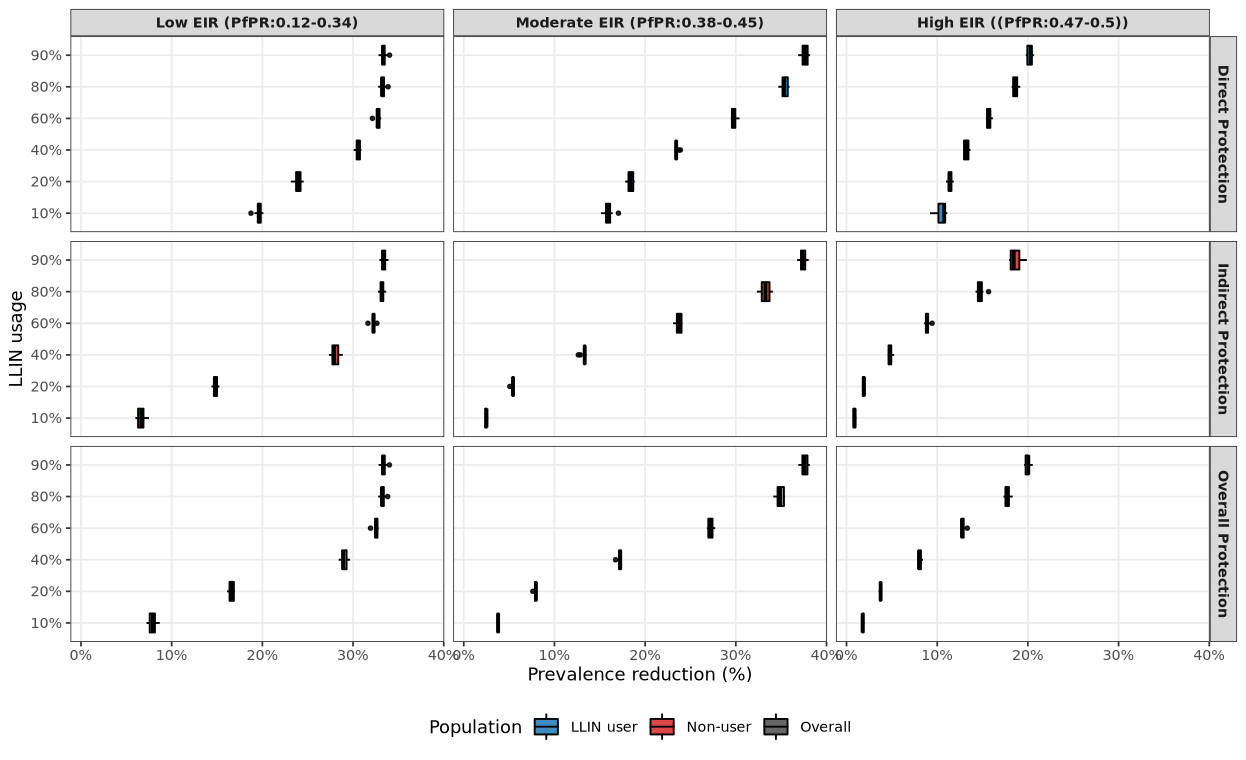 Low EIR (PfPR:0.12-0.34)
Moderate EIR (PfPR:0.38-0.45)
High EIR ((PfPR:0.47-0.5))
90%
80%
60%
40%
20%
10%
Direct Protection
90%
80%
60%
40%
20%
10%
Indirect Protection
90%
80%
60%
40%
20%
10%
Overall Protection
LLIN usage
0% 10% 20% 30% 40%
0% 10% 20% 30% 40%
0% 10% 20% 30% 40%
Prevalence reduction (%)
Population LLIN user Non-user Overall